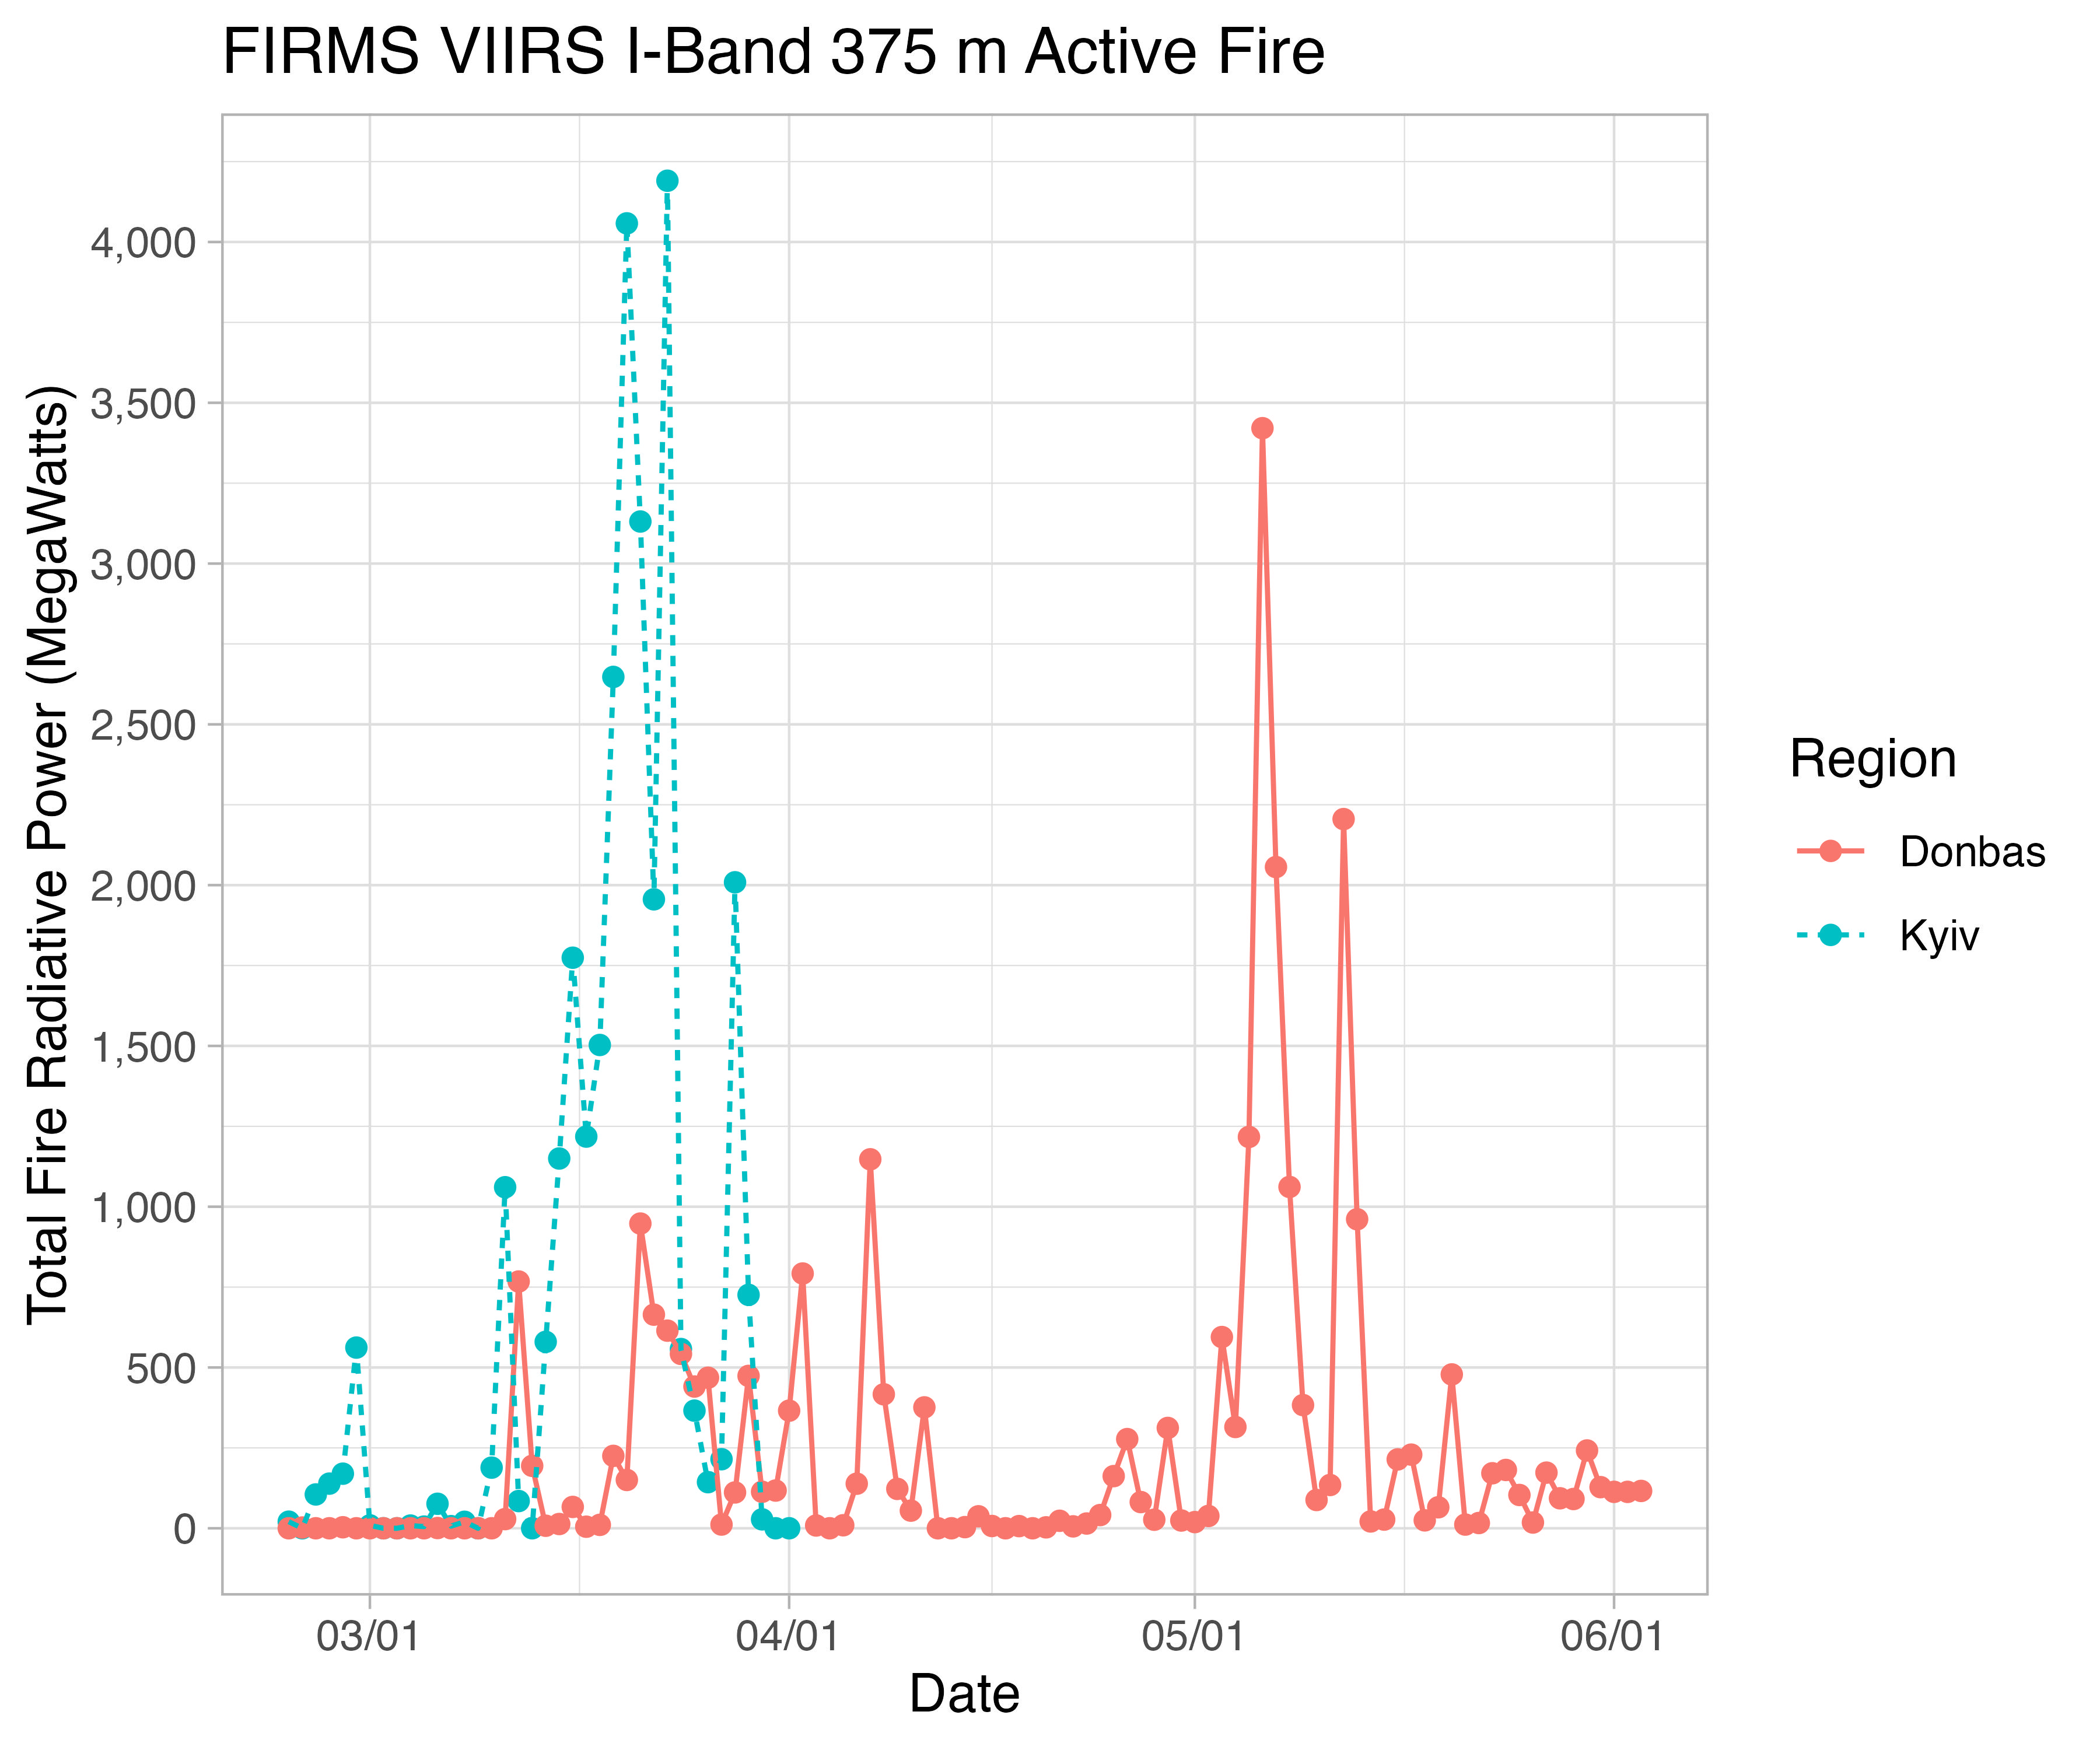 FIRMS VIIRS I-Band 375 m Active Fire
Total Fire Radiative Power (MegaWatts)
4,000
3,500
3,000
2,500
2,000
1,500
1,000
500
0
03/01
04/01
05/01
06/01
Date
Region
Donbas
Kyiv